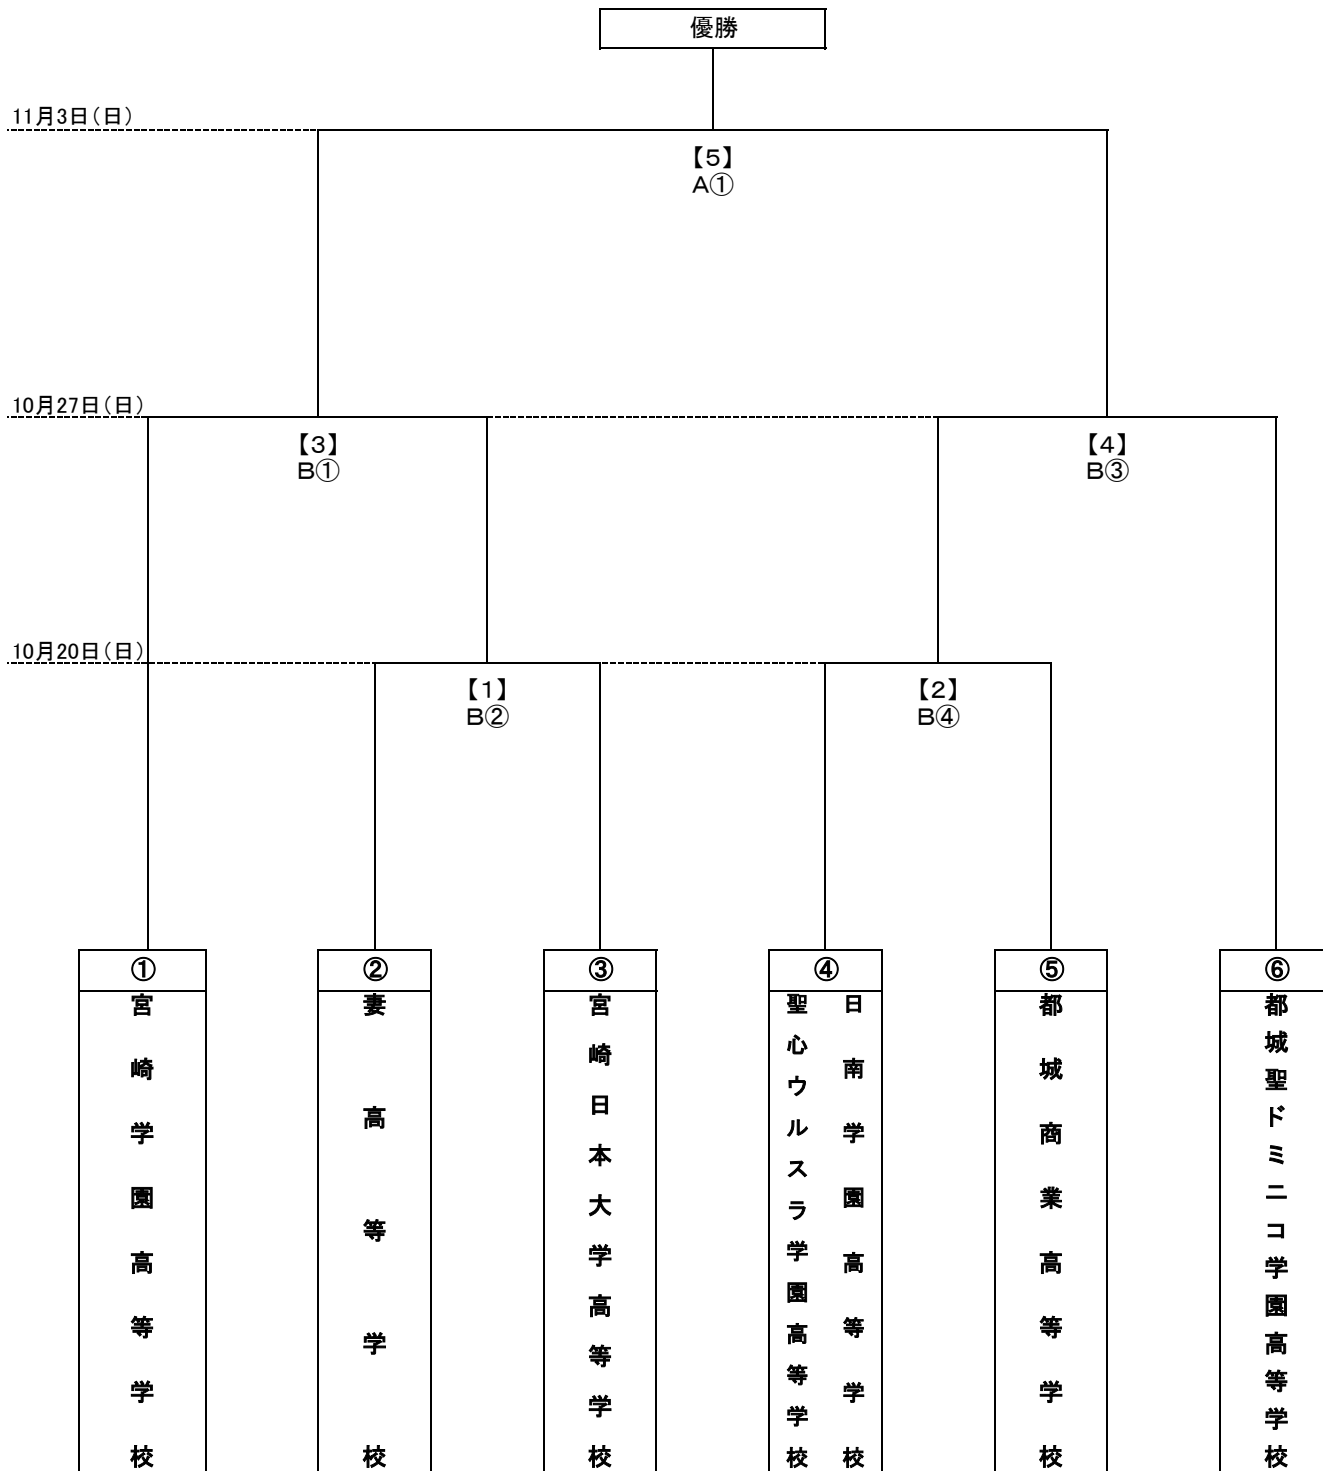 優勝
11月3日（日）
【5】
A①
10月27日（日）
【3】
B①
【4】
B③
10月20日（日）
【1】
B②
【2】
B④
①
宮崎学園高等学校
②
妻高等学校
③
宮崎日本大学高等学校
④
日南学園高等学校
聖心ウルスラ学園高等学校
⑤
都城商業高等学校
⑥
都城聖ドミニコ学園高等学校